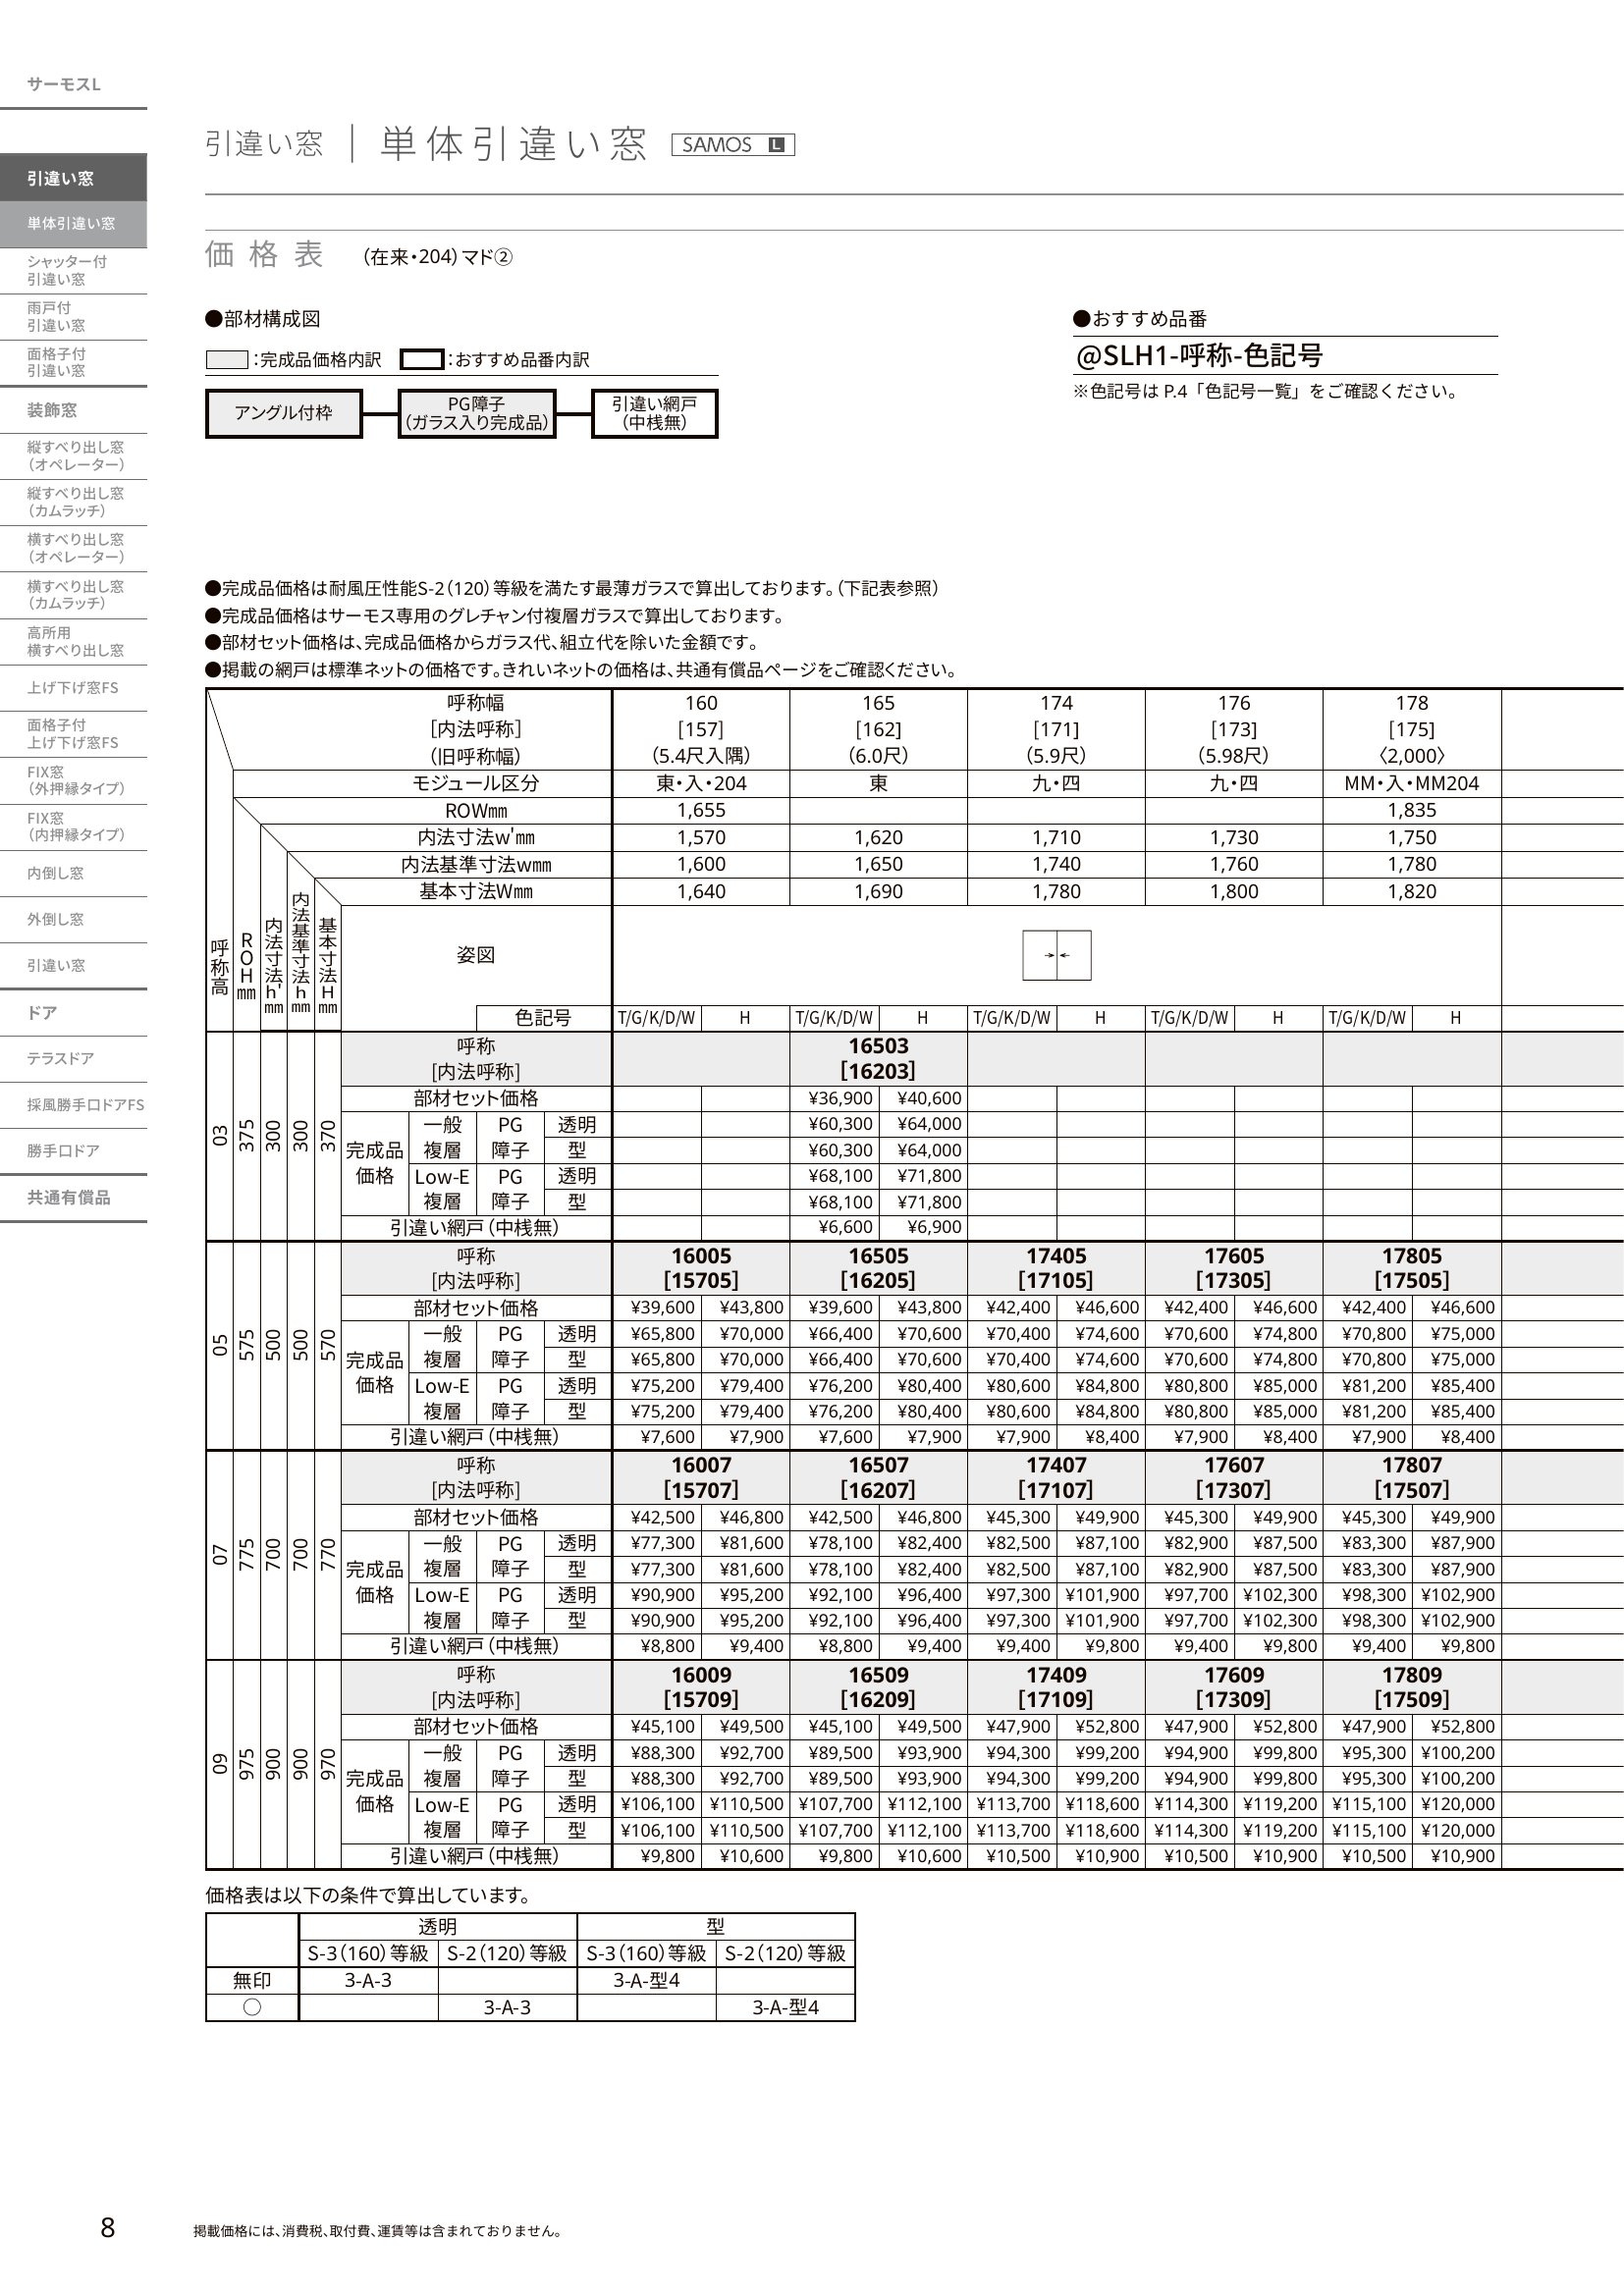 サーモスL
引違い窓
単体引違い窓
シャッター付
引違い窓
雨戸付
引違い窓
面格子付
引違い窓
装飾窓
縦すべり出し窓
（オペレーター）
縦すべり出し窓
（カムラッチ）
横すべり出し窓
（オペレーター）
横すべり出し窓
（カムラッチ）
高所用
横すべり出し窓
上げ下げ窓FS
面格子付
上げ下げ窓FS
FIX窓
（外押縁タイプ）
FIX窓
（内押縁タイプ）
内倒し窓
外倒し窓
引違い窓
ドア
テラスドア
採風勝手口ドアFS
勝手口ドア
共通有償品
引違い窓 | 単体引違い窓 SAMOS L
価格表 （在来・204）マド②
●部材構成図
：完成品価格内訳 ：おすすめ品番内訳
アングル付枠 PG障子（ガラス入り完成品） 引違い網戸（中桟無）
●おすすめ品番
@SLH1-呼称-色記号
※色記号は P.4「色記号一覧」をご確認ください。
●完成品価格は耐風圧性能S-2（120）等級を満たす最薄ガラスで算出しております。（下記表参照）
●完成品価格はサーモス専用のグレチャン付複層ガラスで算出しております。
●部材セット価格は、完成品価格からガラス代、組立代を除いた金額です。
●掲載の網戸は標準ネットの価格です。きれいネットの価格は、共通有償品ページをご確認ください。
呼称幅 160 165 174 176 178
［内法呼称］ [157] [162] [171] [173] [175]
（旧呼称幅） （5.4尺入隅） （6.0尺） （5.9尺） （5.98尺） 〈2,000〉
モジュール区分 東・入・204 東 九・四 九・四 MM・入・MM204
ROW㎜ 1,655 1,835
内法寸法w'㎜ 1,570 1,620 1,710 1,730 1,750
内法基準寸法w㎜ 1,600 1,650 1,740 1,760 1,780
基本寸法W㎜ 1,640 1,690 1,780 1,800 1,820
呼称高 ROH㎜ 内法寸法h'㎜ 内法基準寸法h㎜ 基本寸法H㎜
姿図
色記号 T/G/K/D/W H T/G/K/D/W H T/G/K/D/W H T/G/K/D/W H T/G/K/D/W H
03 375 300 300 370
呼称 16503
[内法呼称] [16203]
部材セット価格 ¥36,900 ¥40,600
完成品価格 一般複層 PG障子 透明 ¥60,300 ¥64,000
型 ¥60,300 ¥64,000
Low-E複層 PG障子 透明 ¥68,100 ¥71,800
型 ¥68,100 ¥71,800
引違い網戸（中桟無） ¥6,600 ¥6,900
05 575 500 500 570
呼称 16005 16505 17405 17605 17805
[内法呼称] [15705] [16205] [17105] [17305] [17505]
部材セット価格 ¥39,600 ¥43,800 ¥39,600 ¥43,800 ¥42,400 ¥46,600 ¥42,400 ¥46,600 ¥42,400 ¥46,600
完成品価格 一般複層 PG障子 透明 ¥65,800 ¥70,000 ¥66,400 ¥70,600 ¥70,400 ¥74,600 ¥70,600 ¥74,800 ¥70,800 ¥75,000
型 ¥65,800 ¥70,000 ¥66,400 ¥70,600 ¥70,400 ¥74,600 ¥70,600 ¥74,800 ¥70,800 ¥75,000
Low-E複層 PG障子 透明 ¥75,200 ¥79,400 ¥76,200 ¥80,400 ¥80,600 ¥84,800 ¥80,800 ¥85,000 ¥81,200 ¥85,400
型 ¥75,200 ¥79,400 ¥76,200 ¥80,400 ¥80,600 ¥84,800 ¥80,800 ¥85,000 ¥81,200 ¥85,400
引違い網戸（中桟無） ¥7,600 ¥7,900 ¥7,600 ¥7,900 ¥7,900 ¥8,400 ¥7,900 ¥8,400 ¥7,900 ¥8,400
07 775 700 700 770
呼称 16007 16507 17407 17607 17807
[内法呼称] [15707] [16207] [17107] [17307] [17507]
部材セット価格 ¥42,500 ¥46,800 ¥42,500 ¥46,800 ¥45,300 ¥49,900 ¥45,300 ¥49,900 ¥45,300 ¥49,900
完成品価格 一般複層 PG障子 透明 ¥77,300 ¥81,600 ¥78,100 ¥82,400 ¥82,500 ¥87,100 ¥82,900 ¥87,500 ¥83,300 ¥87,900
型 ¥77,300 ¥81,600 ¥78,100 ¥82,400 ¥82,500 ¥87,100 ¥82,900 ¥87,500 ¥83,300 ¥87,900
Low-E複層 PG障子 透明 ¥90,900 ¥95,200 ¥92,100 ¥96,400 ¥97,300 ¥101,900 ¥97,700 ¥102,300 ¥98,300 ¥102,900
型 ¥90,900 ¥95,200 ¥92,100 ¥96,400 ¥97,300 ¥101,900 ¥97,700 ¥102,300 ¥98,300 ¥102,900
引違い網戸（中桟無） ¥8,800 ¥9,400 ¥8,800 ¥9,400 ¥9,400 ¥9,800 ¥9,400 ¥9,800 ¥9,400 ¥9,800
09 975 900 900 970
呼称 16009 16509 17409 17609 17809
[内法呼称] [15709] [16209] [17109] [17309] [17509]
部材セット価格 ¥45,100 ¥49,500 ¥45,100 ¥49,500 ¥47,900 ¥52,800 ¥47,900 ¥52,800 ¥47,900 ¥52,800
完成品価格 一般複層 PG障子 透明 ¥88,300 ¥92,700 ¥89,500 ¥93,900 ¥94,300 ¥99,200 ¥94,900 ¥99,800 ¥95,300 ¥100,200
型 ¥88,300 ¥92,700 ¥89,500 ¥93,900 ¥94,300 ¥99,200 ¥94,900 ¥99,800 ¥95,300 ¥100,200
Low-E複層 PG障子 透明 ¥106,100 ¥110,500 ¥107,700 ¥112,100 ¥113,700 ¥118,600 ¥114,300 ¥119,200 ¥115,100 ¥120,000
型 ¥106,100 ¥110,500 ¥107,700 ¥112,100 ¥113,700 ¥118,600 ¥114,300 ¥119,200 ¥115,100 ¥120,000
引違い網戸（中桟無） ¥9,800 ¥10,600 ¥9,800 ¥10,600 ¥10,500 ¥10,900 ¥10,500 ¥10,900 ¥10,500 ¥10,900
価格表は以下の条件で算出しています。
透明 型
S-3（160）等級 S-2（120）等級 S-3（160）等級 S-2（120）等級
無印 3-A-3 3-A-型4
○ 3-A-3 3-A-型4
8 掲載価格には、消費税、取付費、運賃等は含まれておりません。